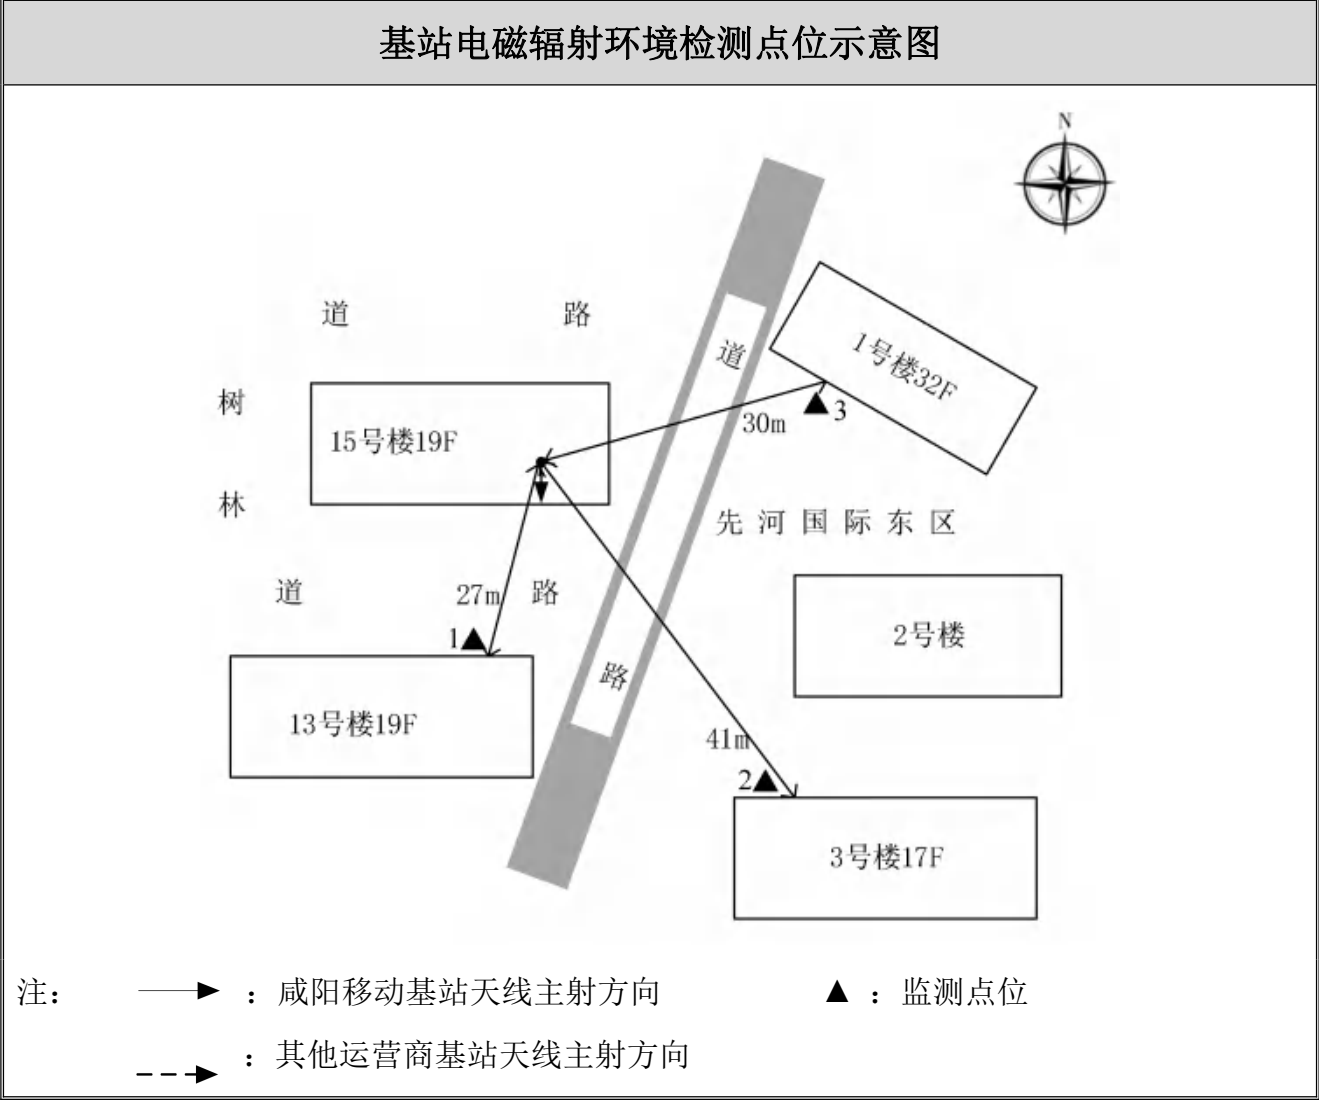 基站电磁辐射环境检测点位示意图
N
道 路
道
1号楼32F
树
15号楼19F
30m
3
林
先河国际东区
道
27m
路
1
2号楼
路
13号楼19F
41m
2
3号楼17F
注： ：咸阳移动基站天线主射方向 ▲：监测点位
：其他运营商基站天线主射方向